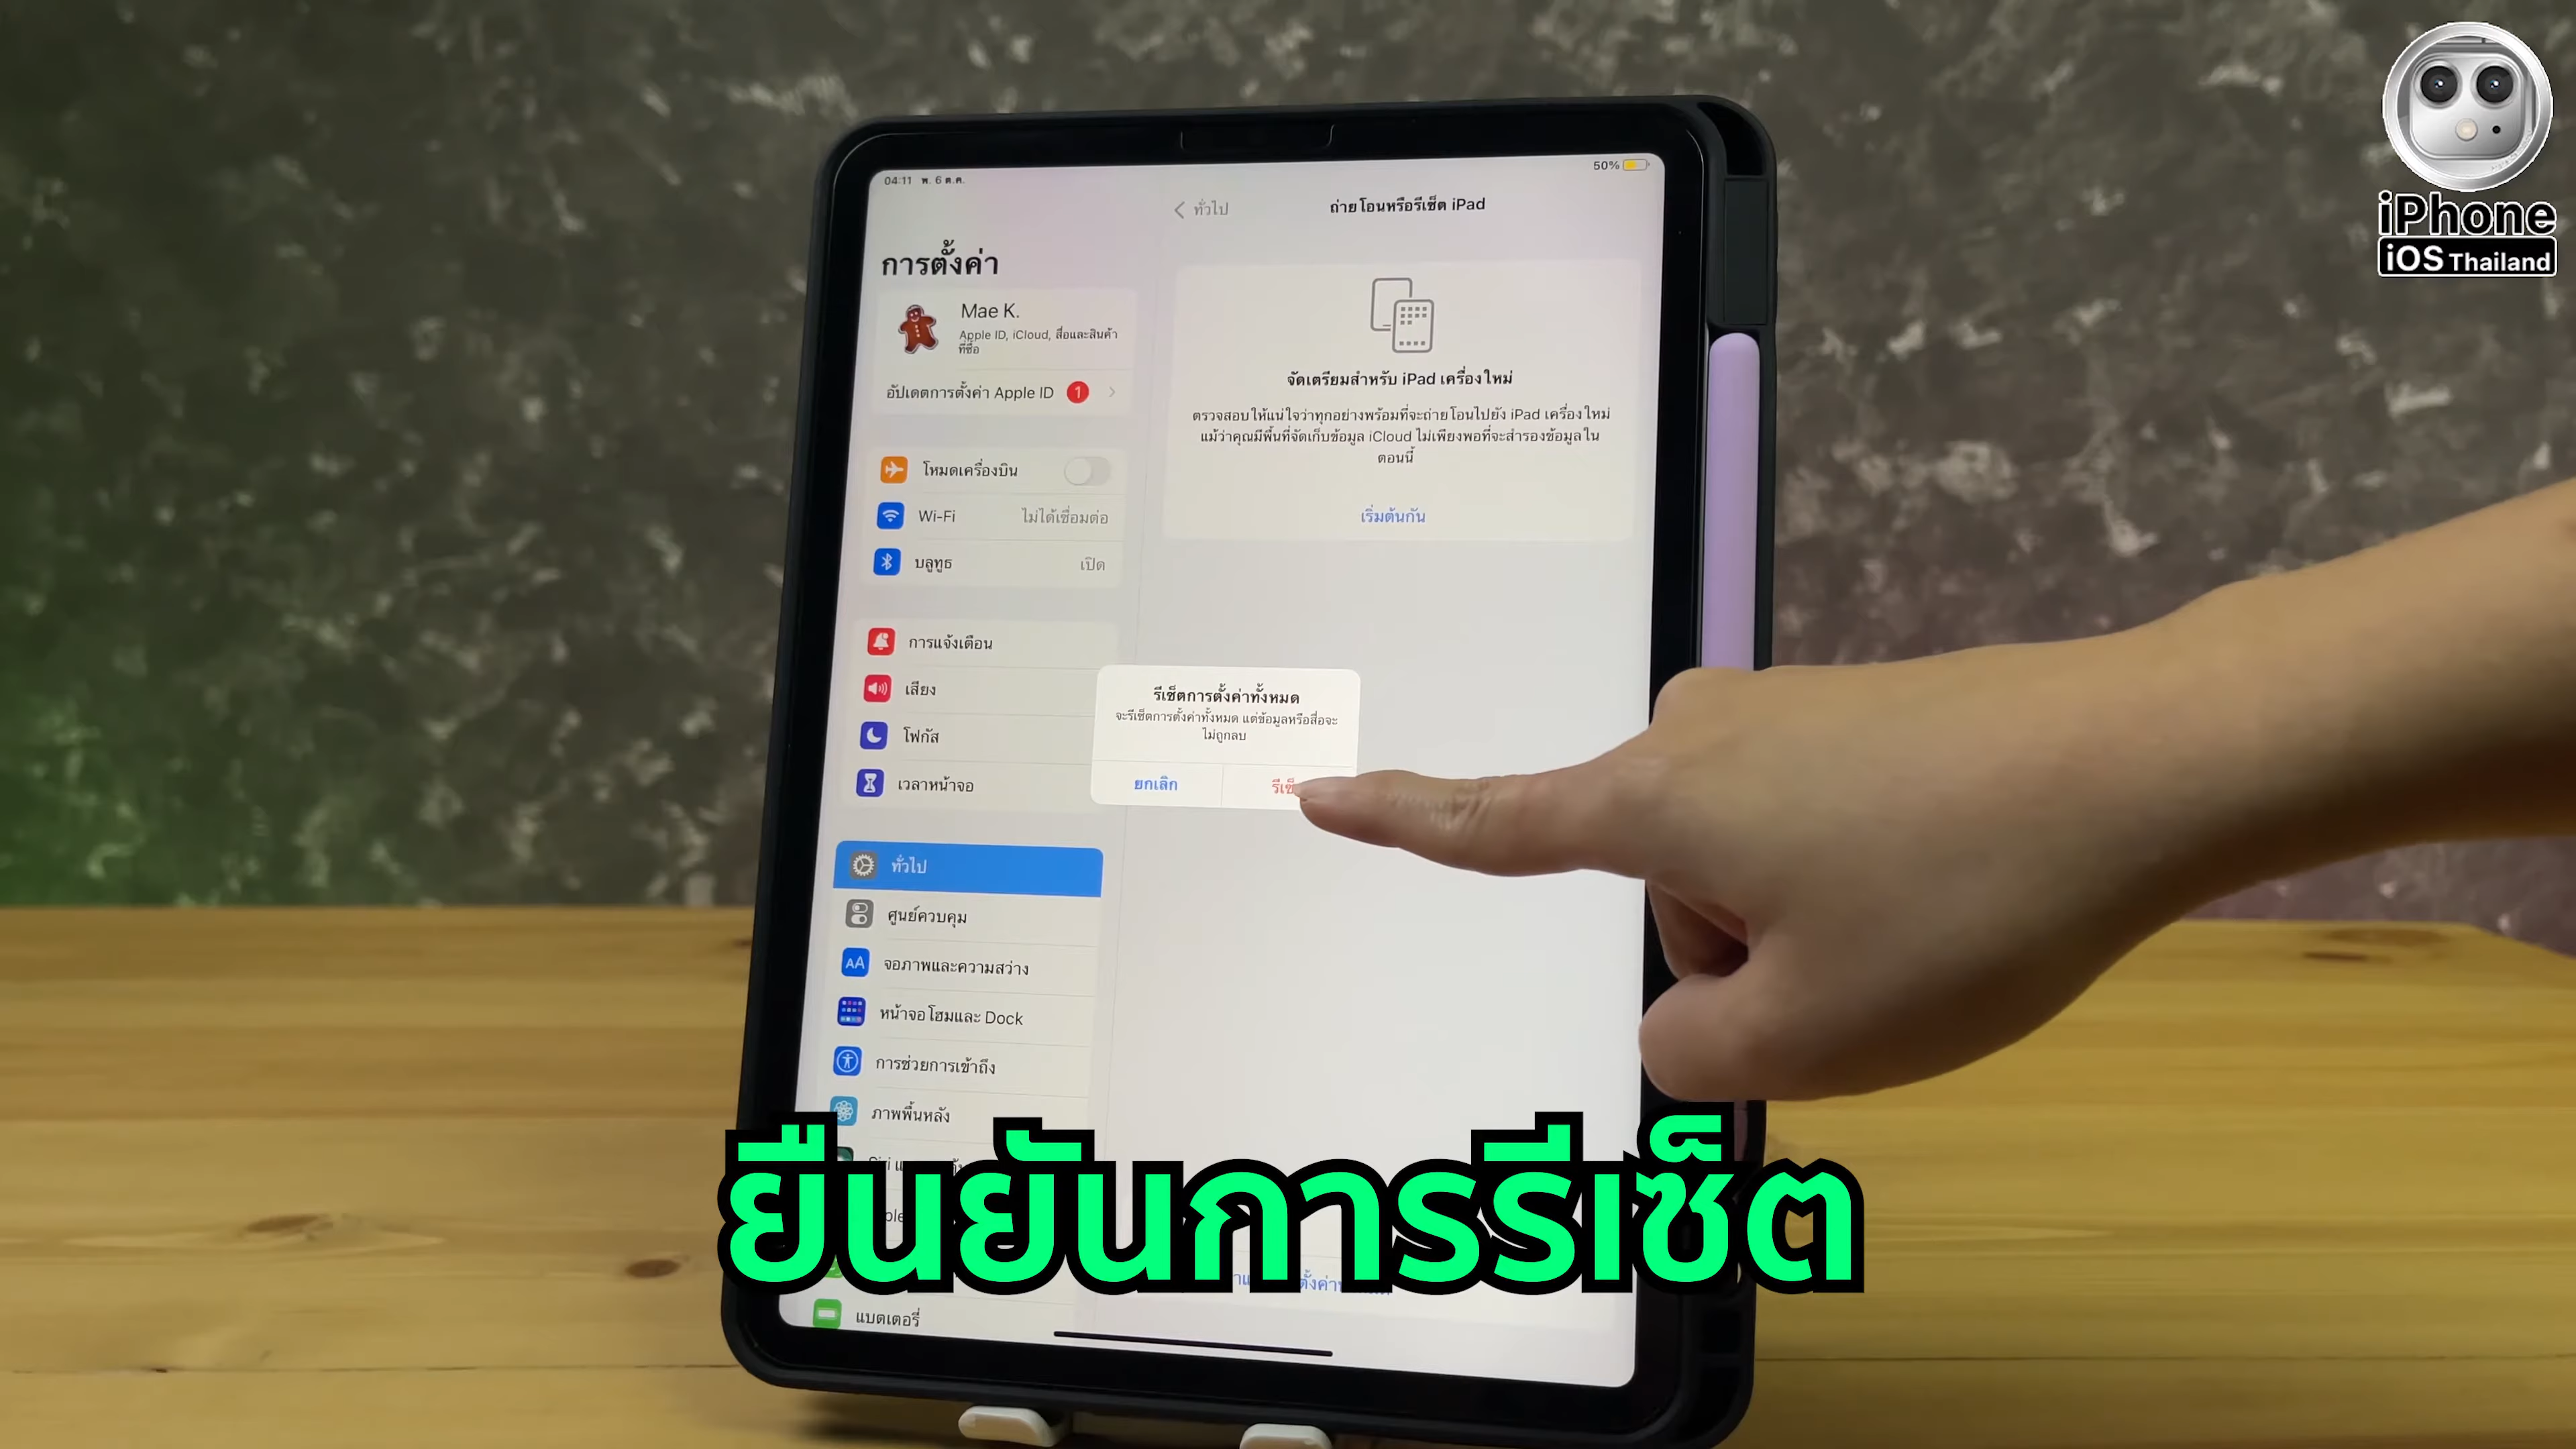 iPhone
iOS Thailand
04:11 พ. 6 ต.ค.
50%
การตั้งค่า
Mae K.
Apple ID, iCloud, สื่อและสินค้า
ที่ซื้อ
อัปเดตการตั้งค่า Apple ID 1
โหมดเครื่องบิน
Wi-Fi ไม่ได้เชื่อมต่อ
บลูทูธ เปิด
การแจ้งเตือน
เสียง
โฟกัส
เวลาหน้าจอ
ทั่วไป
ศูนย์ควบคุม
AA จอภาพและความสว่าง
หน้าจอโฮมและ Dock
การช่วยการเข้าถึง
ภาพพื้นหลัง
แบตเตอรี่
ทั่วไป
ถ่ายโอนหรือรีเซ็ต iPad
จัดเตรียมสำหรับ iPad เครื่องใหม่
ตรวจสอบให้แน่ใจว่าทุกอย่างพร้อมที่จะถ่ายโอนไปยัง iPad เครื่องใหม่
แม้ว่าคุณมีพื้นที่จัดเก็บข้อมูล iCloud ไม่เพียงพอที่จะสำรองข้อมูลใน
ตอนนี้
เริ่มต้นกัน
รีเซ็ตการตั้งค่าทั้งหมด
จะรีเซ็ตการตั้งค่าทั้งหมด แต่ข้อมูลหรือสื่อจะ
ไม่ถูกลบ
ยกเลิก
ยืนยันการรีเซ็ต